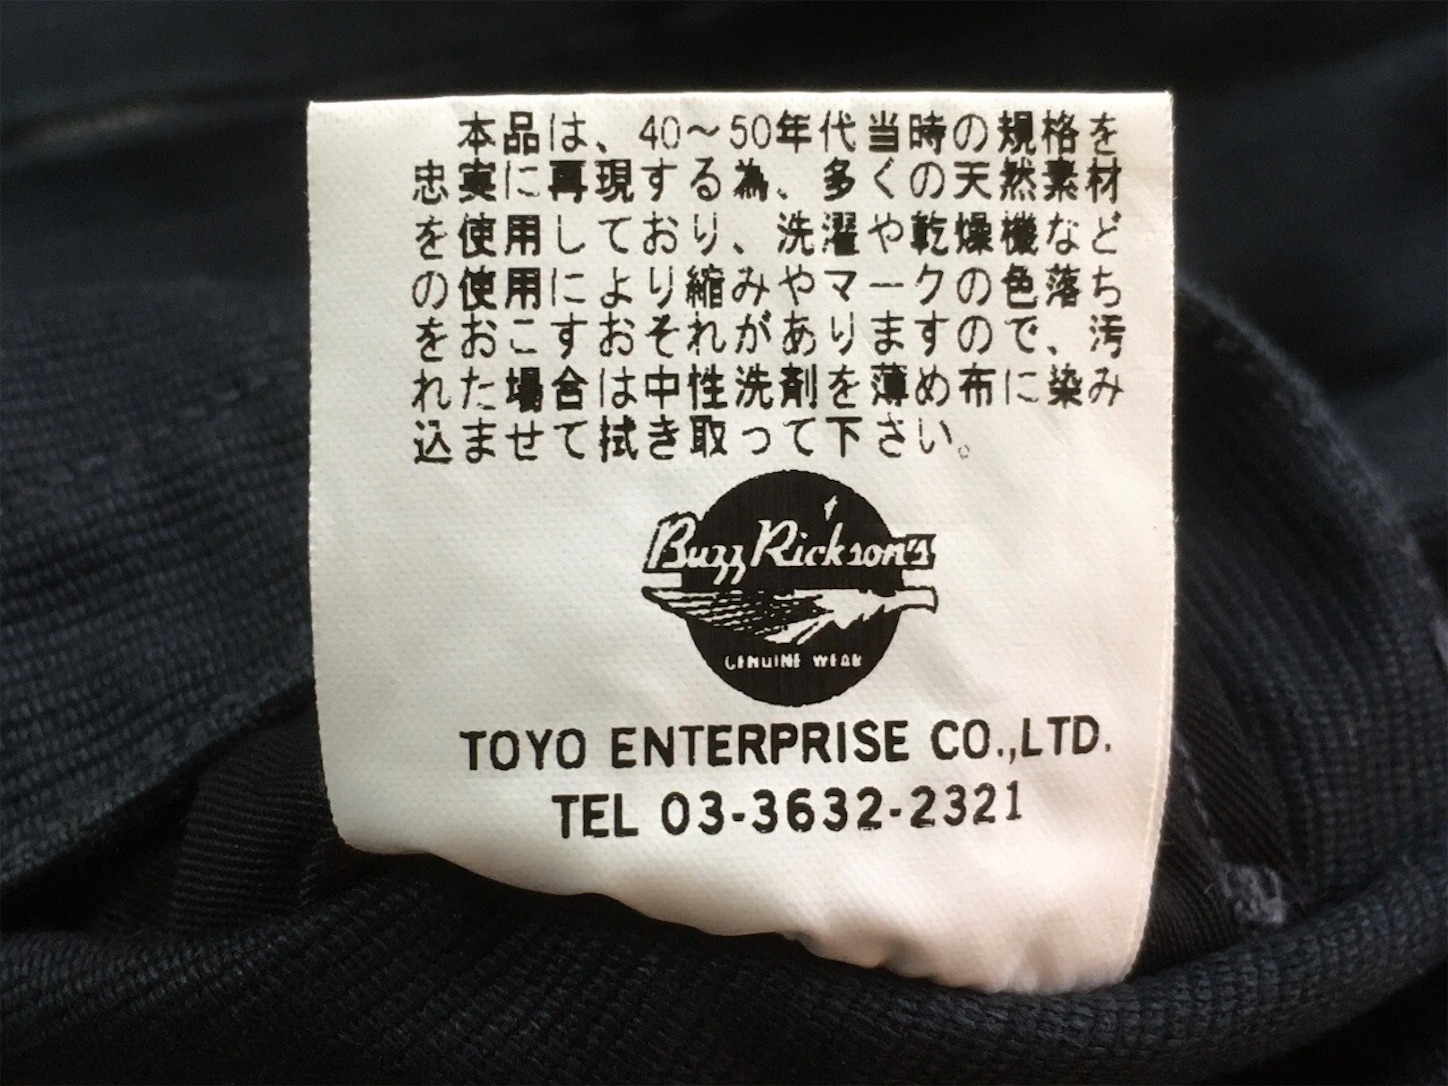 本品は、40～50年代当時の規格を
忠実に再現する為、多くの天然素材
を使用しており、洗濯や乾燥機など
の使用により縮みやマークの色落ち
をおこすおそれがありますので、汚
れた場合は中性洗剤を薄め布に染み
込ませて拭き取って下さい。
Buzz Rickson's
GENUINE WEAR
TOYO ENTERPRISE CO.,LTD.
TEL 03-3632-2321